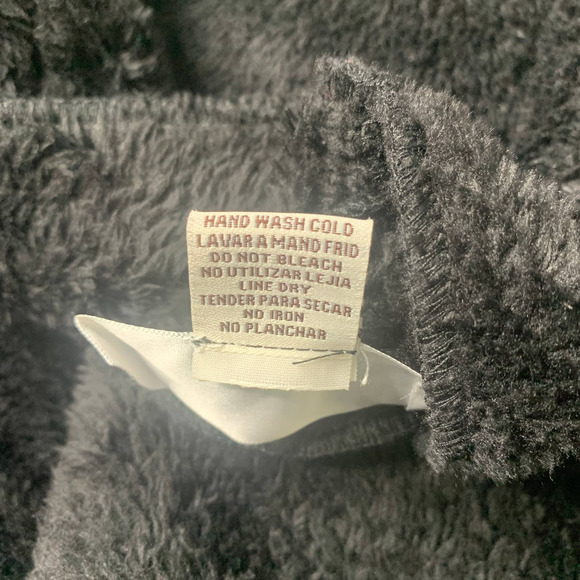 HAND WASH COLD
LAVAR A MAND FRID
DO NOT BLEACH
NO UTILIZAR LEJIA
LINE DRY
TENDER PARA SECAR
NO IRON
NO PLANCHAR